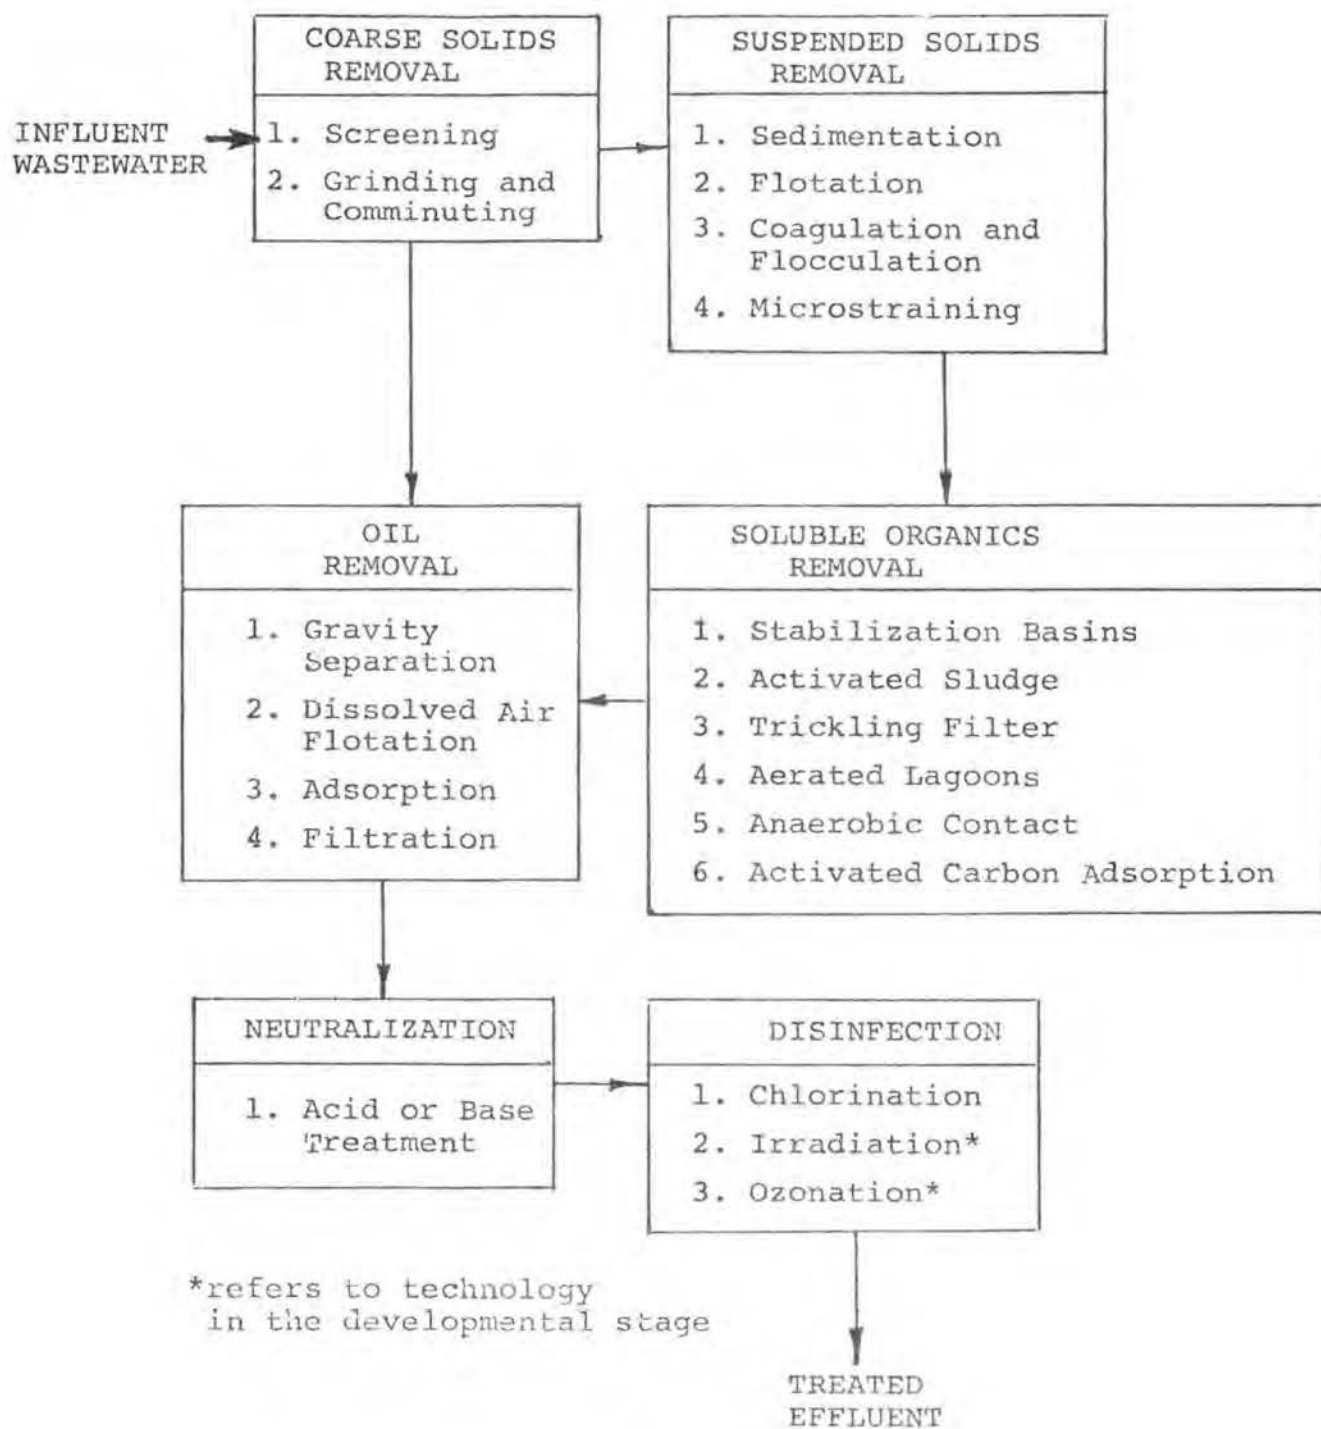 COARSE SOLIDS
REMOVAL
INFLUENT
WASTEWATER
1. Screening
2. Grinding and
Comminuting
SUSPENDED SOLIDS
REMOVAL
1. Sedimentation
2. Flotation
3. Coagulation and
Flocculation
4. Microstraining
OIL
REMOVAL
1. Gravity
Separation
2. Dissolved Air
Flotation
3. Adsorption
4. Filtration
SOLUBLE ORGANICS
REMOVAL
1. Stabilization Basins
2. Activated Sludge
3. Trickling Filter
4. Aerated Lagoons
5. Anaerobic Contact
6. Activated Carbon Adsorption
NEUTRALIZATION
1. Acid or Base
Treatment
DISINFECTION
1. Chlorination
2. Irradiation*
3. Ozonation*
*refers to technology
in the developmental stage
TREATED
EFFLUENT